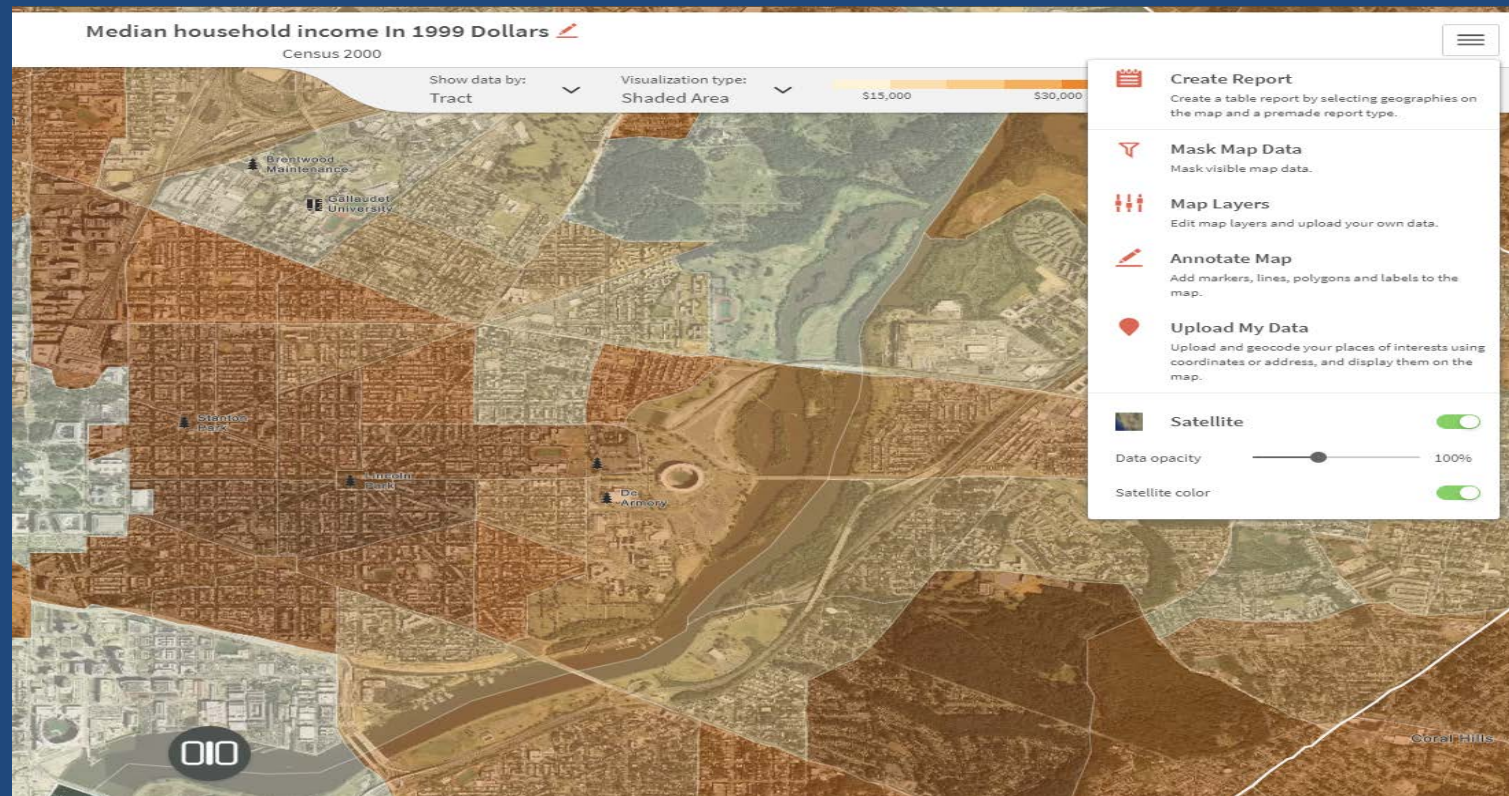 Median household income In 1999 Dollars
Census 2000
Show data by:
Tract
Visualization type:
Shaded Area
$15,000
$30,000
Create Report
Create a table report by selecting geographies on
the map and a premade report type.
Mask Map Data
Mask visible map data.
Map Layers
Edit map layers and upload your own data.
Annotate Map
Add markers, lines, polygons and labels to the
map.
Upload My Data
Upload and geocode your places of interests using
coordinates or address, and display them on the
map.
Satellite
Data opacity
100%
Satellite color
Brentwood
Maintenance
Gallaudet
University
Stanton
Park
Lincoln
Park
Dc
Armory
Coral Hills